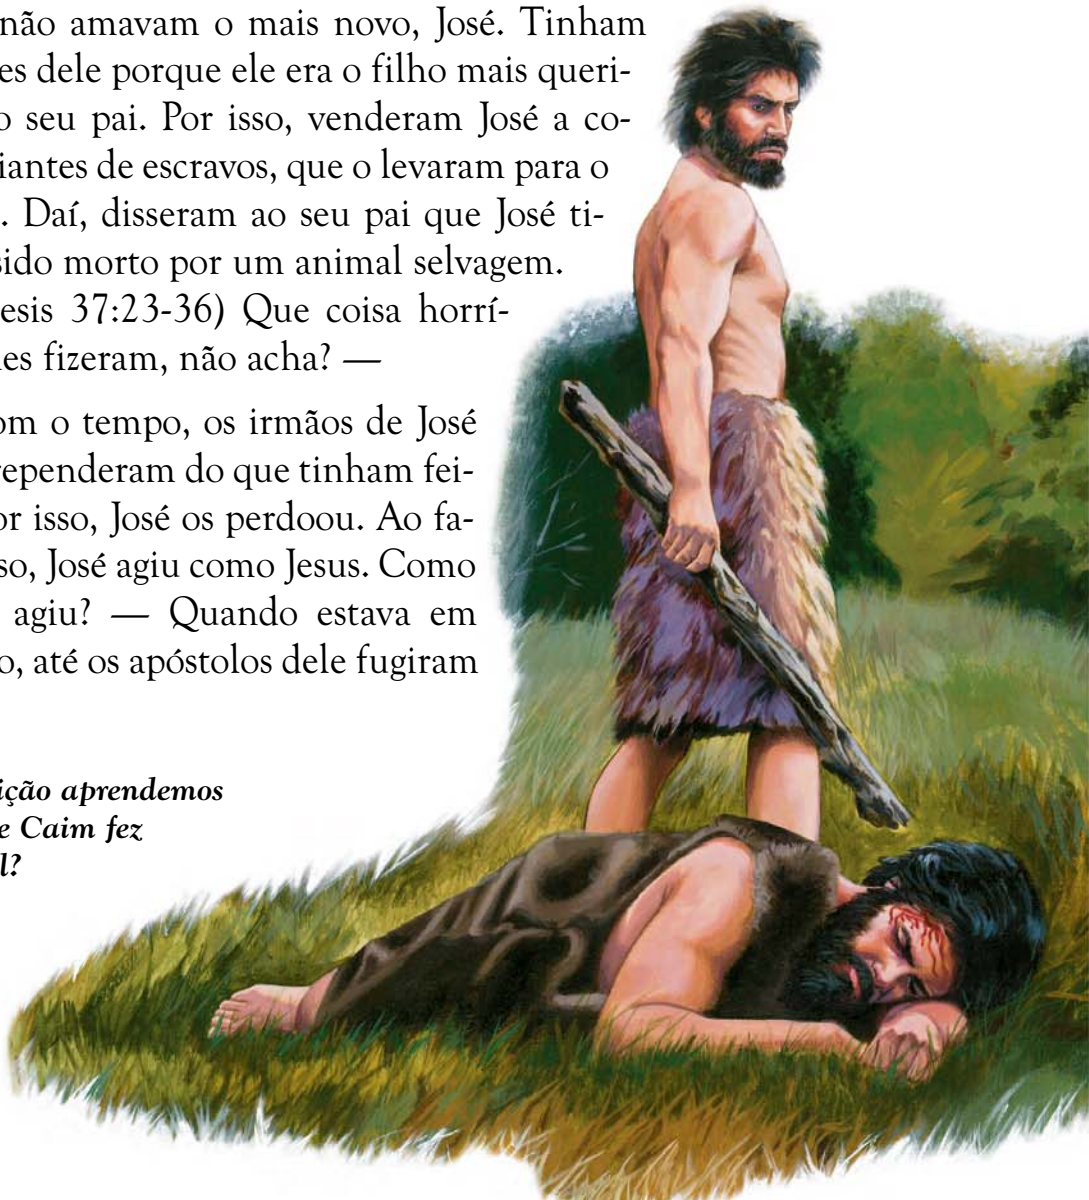 não amavam o mais novo, José. Tinham
es dele porque ele era o filho mais queri-
o seu pai. Por isso, venderam José a co-
iantes de escravos, que o levaram para o
. Daí, disseram ao seu pai que José ti-
sido morto por um animal selvagem.
esis 37:23-36) Que coisa horrí-
les fizeram, não acha? —
om o tempo, os irmãos de José
rependeram do que tinham fei-
or isso, José os perdoou. Ao fa-
so, José agiu como Jesus. Como
agiu? — Quando estava em
o, até os apóstolos dele fugiram
ição aprendemos
e Caim fez
l?